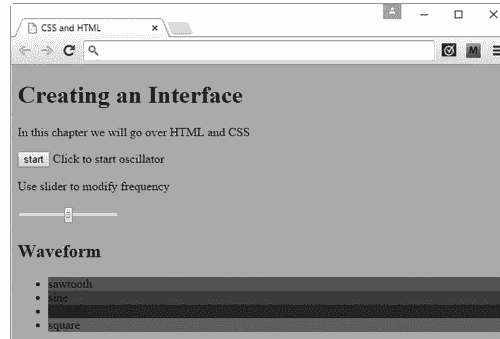 CSS and HTML
Creating an Interface
In this chapter we will go over HTML and CSS
start Click to start oscillator
Use slider to modify frequency
Waveform
sawtooth
sine
square